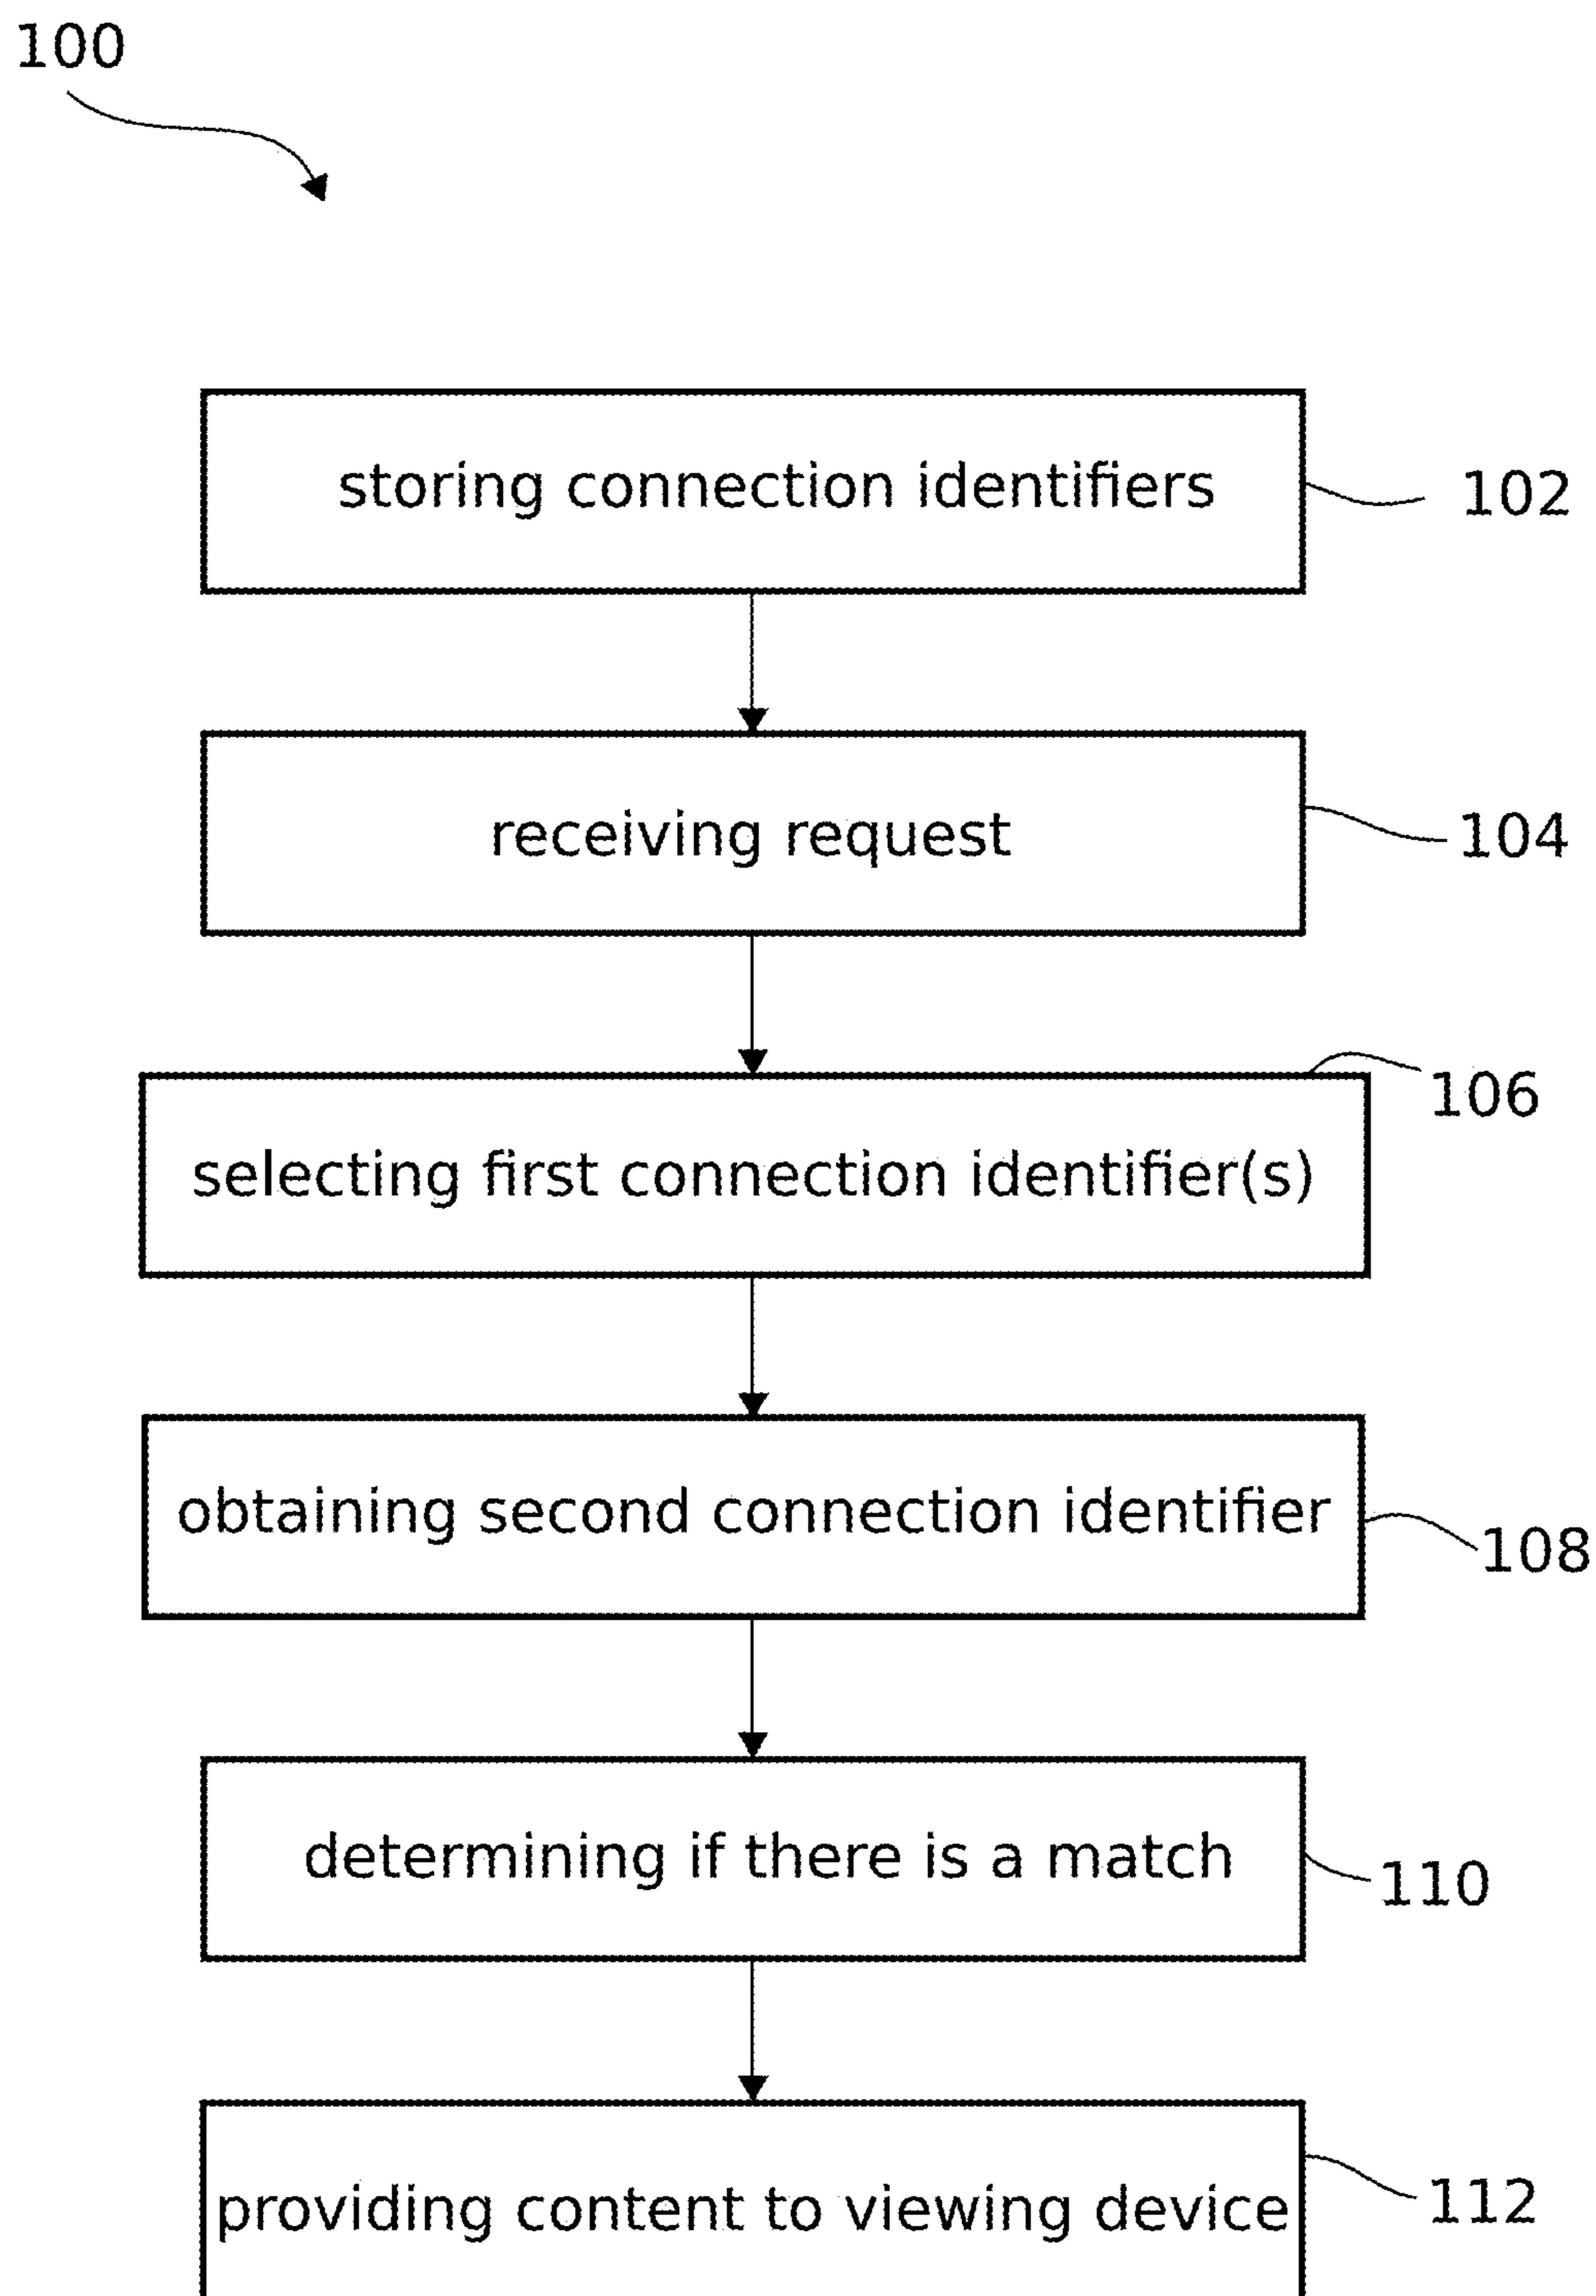 100
storing connection identifiers
102
receiving request
104
106
selecting first connection identifier(s)
obtaining second connection identifier
108
determining if there is a match
110
providing content to viewing device
112